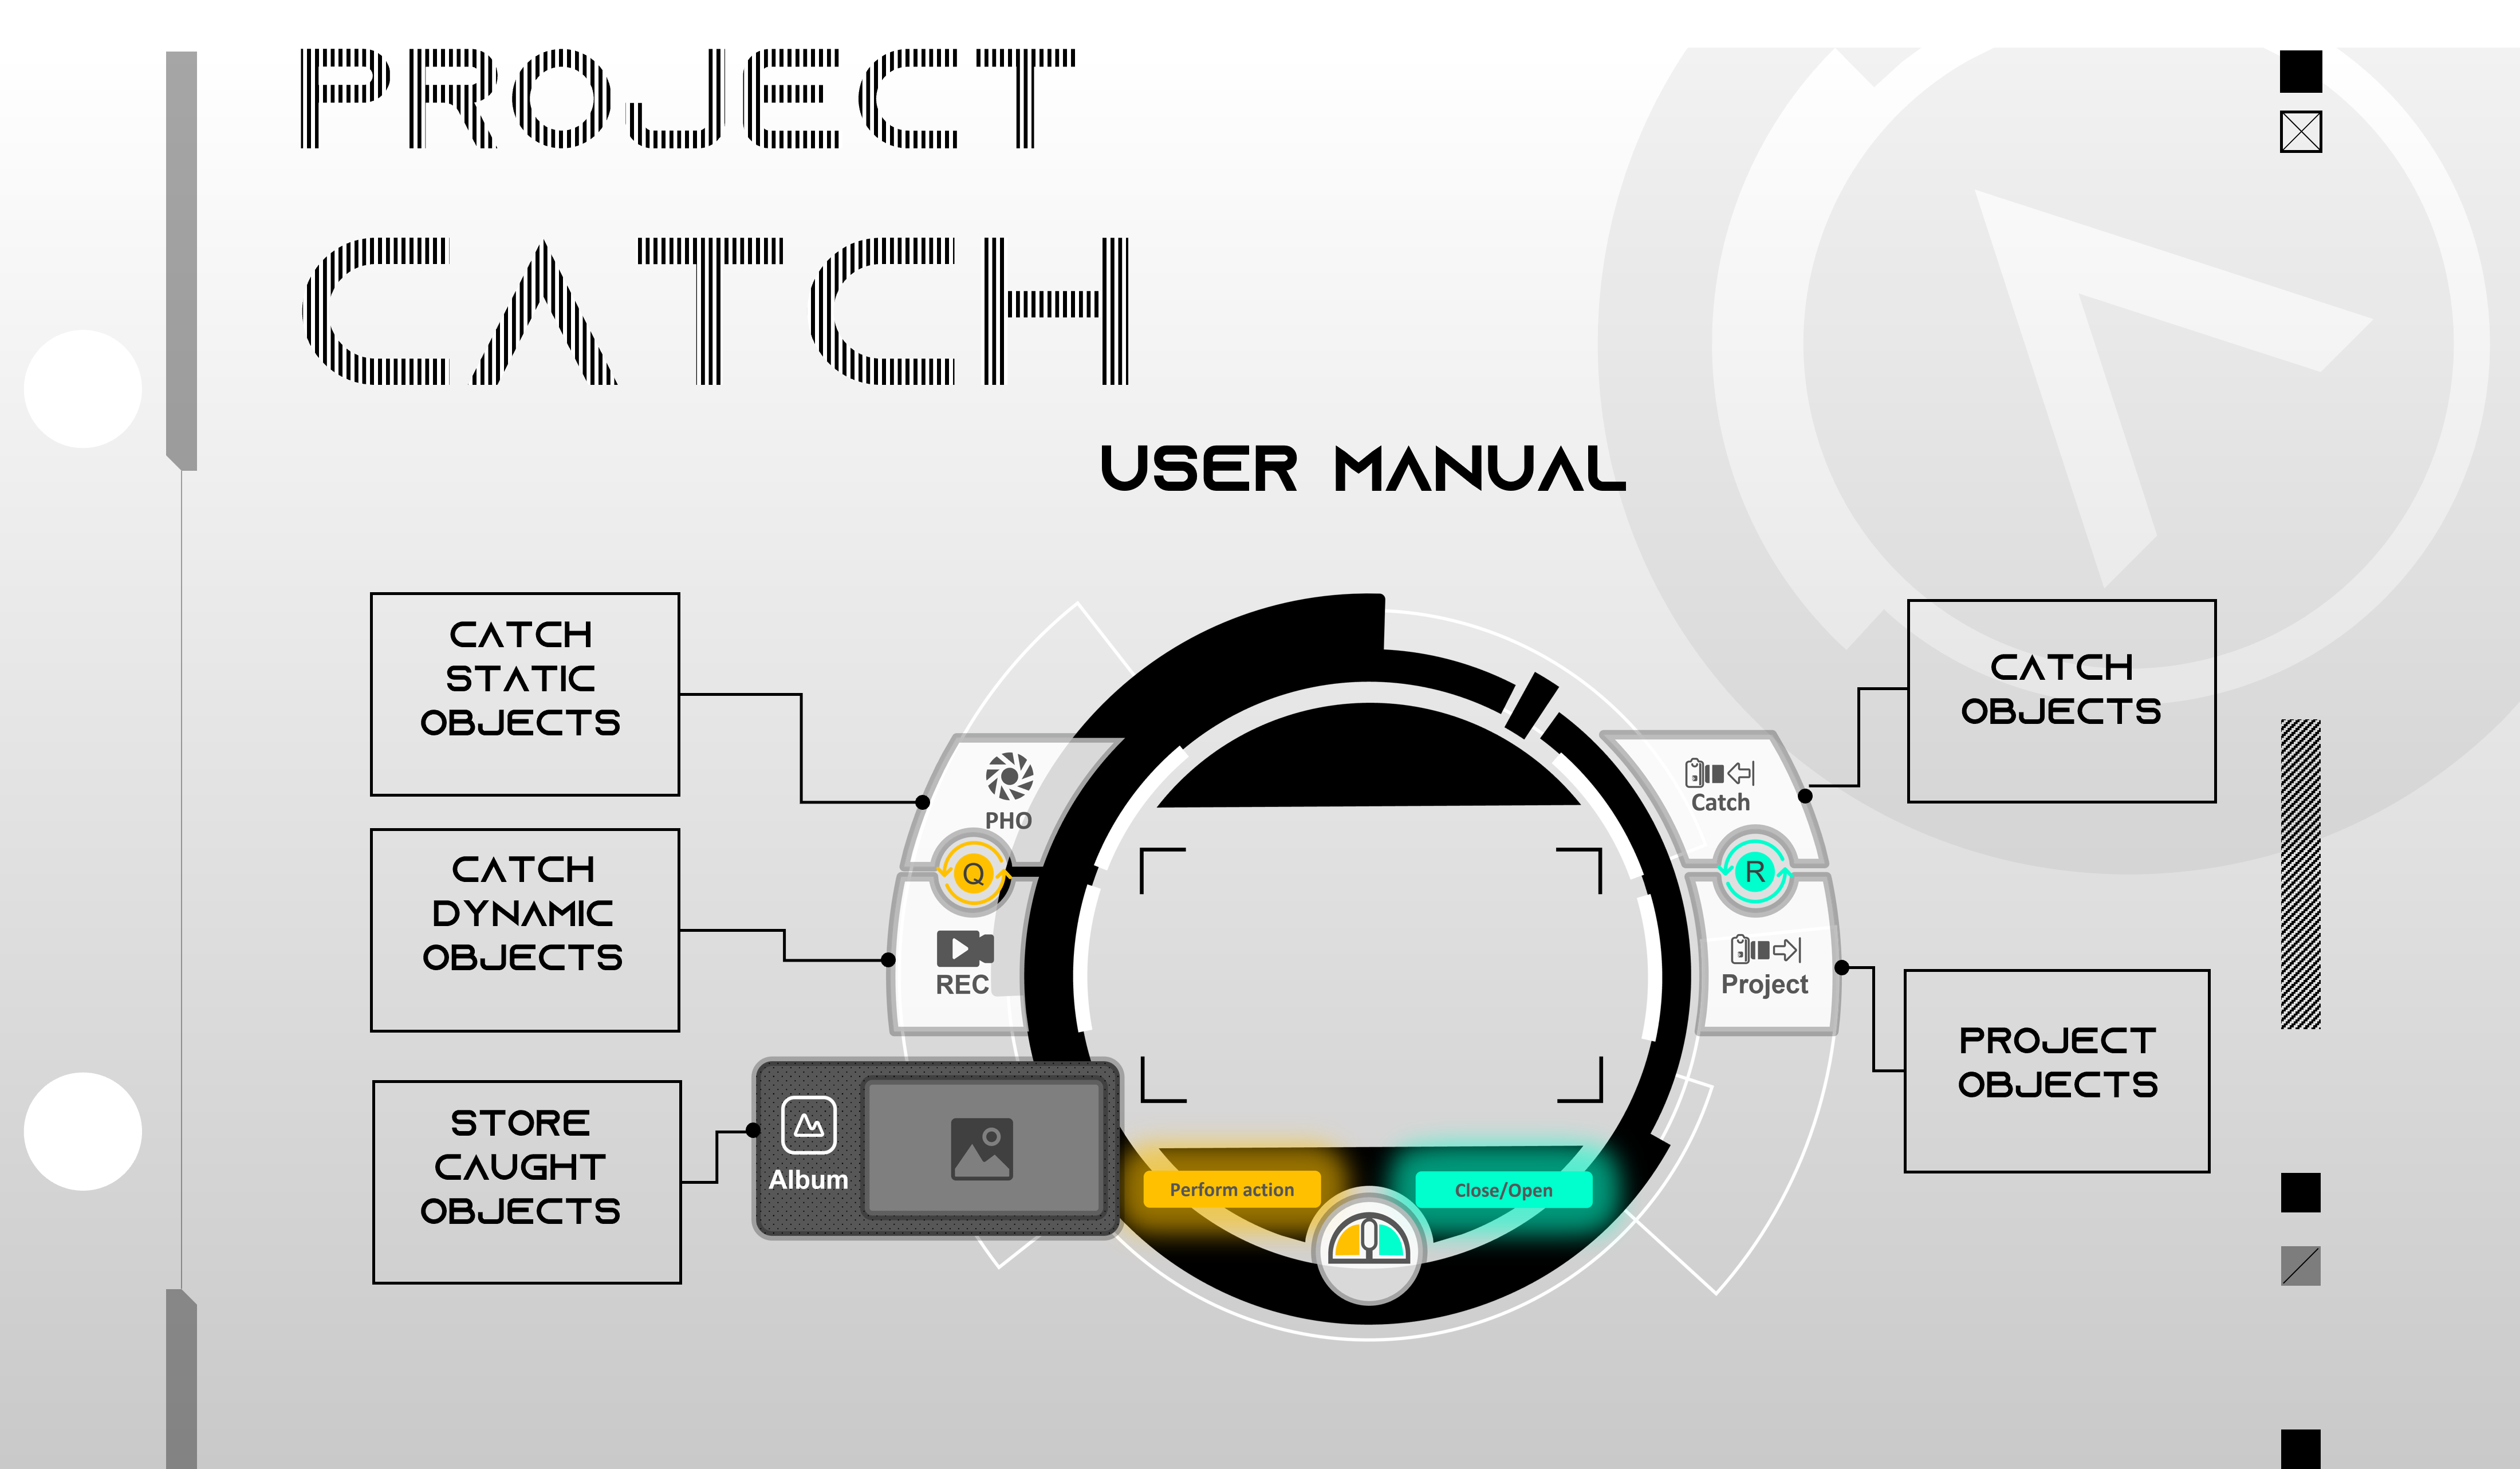 PROJECT
CATCH
USER MANUAL
CATCH
STATIC
OBJECTS
CATCH
DYNAMIC
OBJECTS
STORE
CAUGHT
OBJECTS
PHO
Q
REC
Album
Perform action
Close/Open
Catch
R
Project
CATCH
OBJECTS
PROJECT
OBJECTS